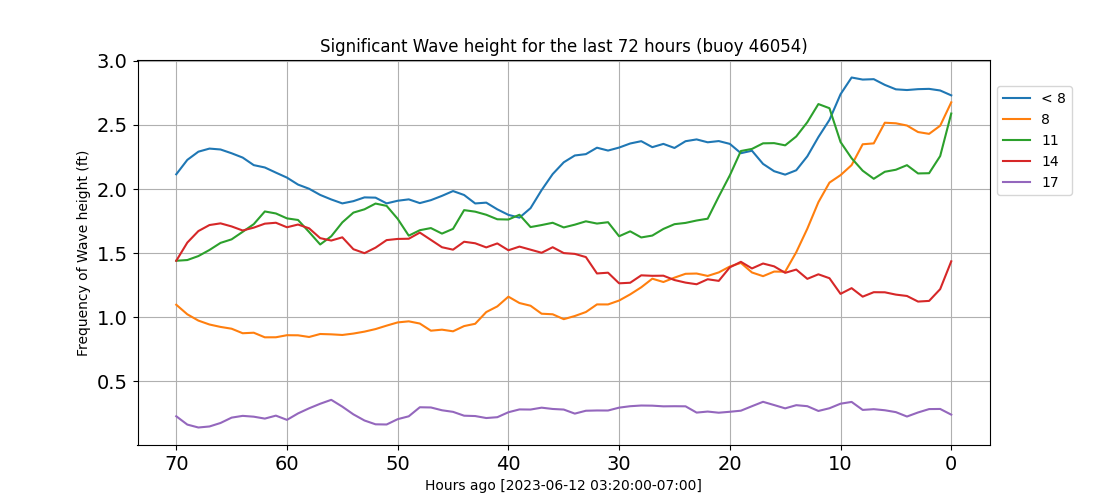 Significant Wave height for the last 72 hours (buoy 46054)
3.0
2.5
2.0
1.5
1.0
0.5
Frequency of Wave height (ft)
< 8
8
11
14
17
70 60 50 40 30 20 10 0
Hours ago [2023-06-12 03:20:00-07:00]